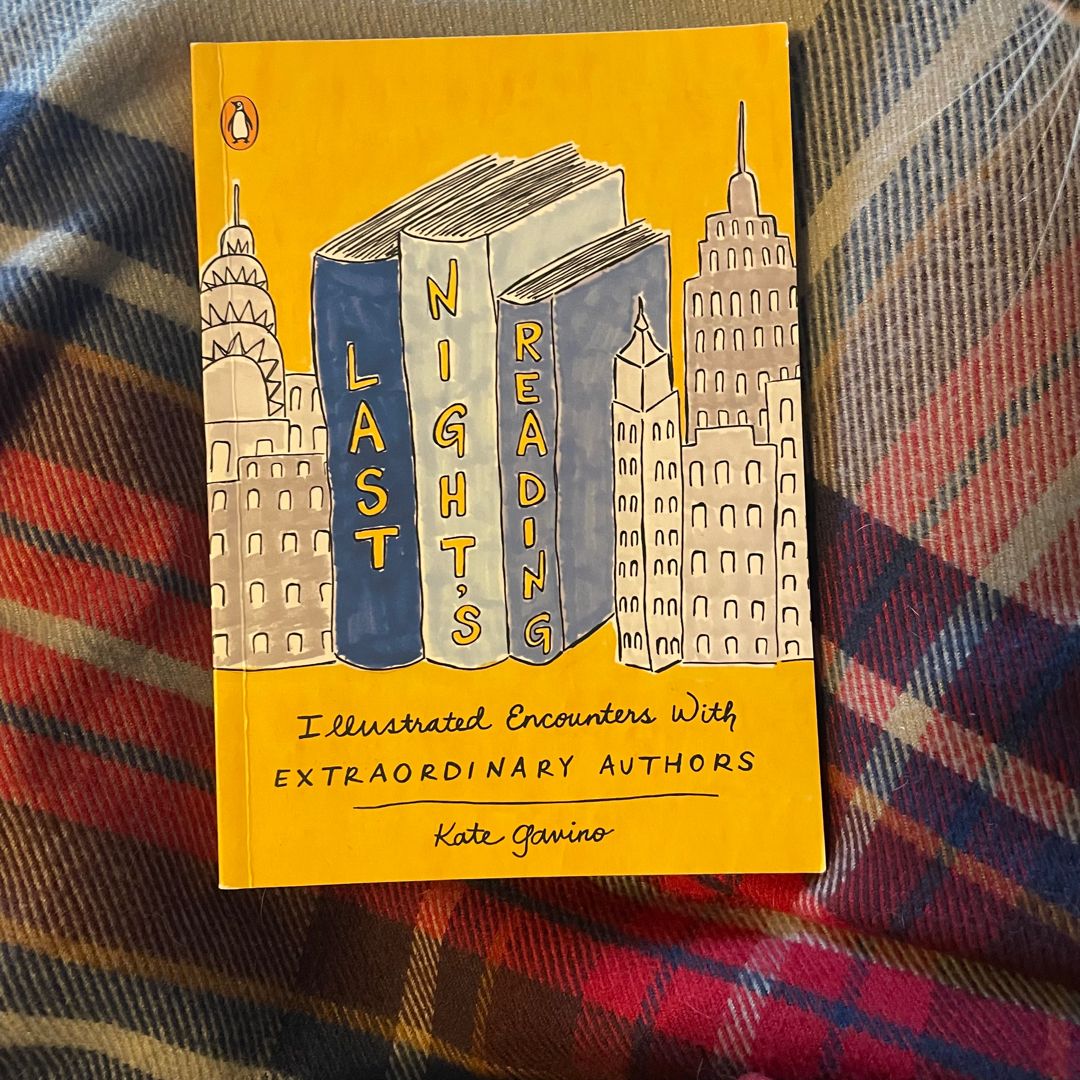 LAST
NIGHT'S
READING
Illustrated Encounters With
EXTRAORDINARY AUTHORS
Kate Gavino